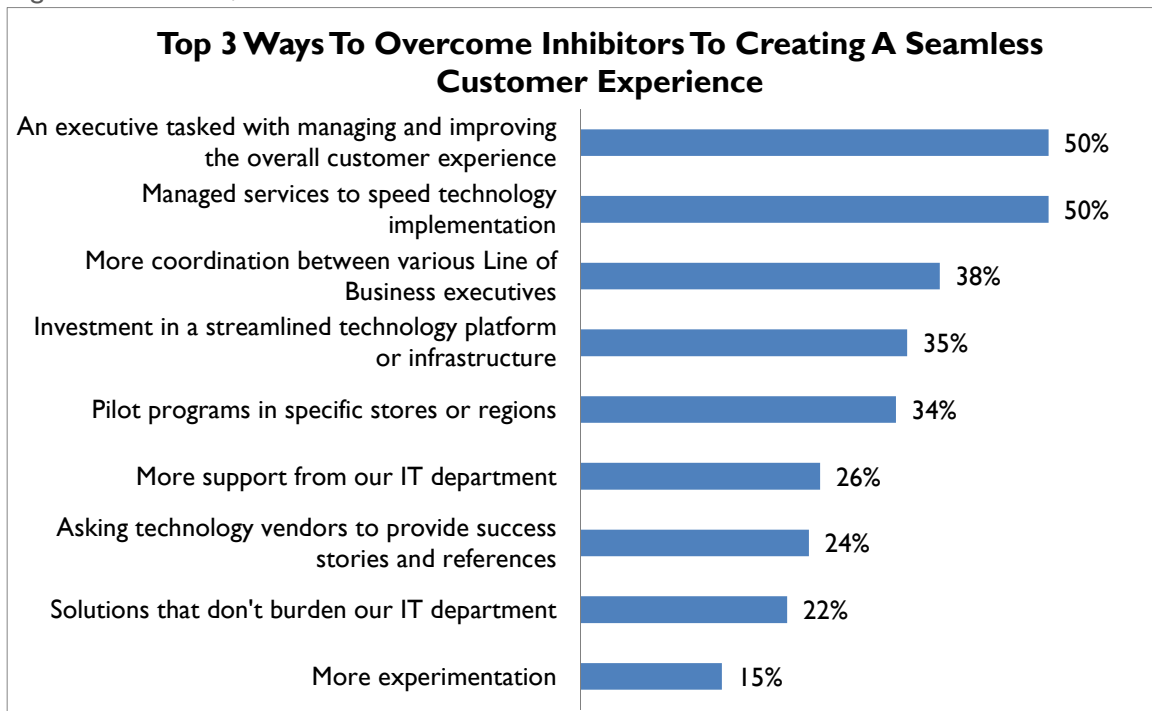 Top 3 Ways To Overcome Inhibitors To Creating A Seamless
Customer Experience
An executive tasked with managing and improving
the overall customer experience
50%
Managed services to speed technology
implementation
50%
More coordination between various Line of
Business executives
38%
Investment in a streamlined technology platform
or infrastructure
35%
Pilot programs in specific stores or regions
34%
More support from our IT department
26%
Asking technology vendors to provide success
stories and references
24%
Solutions that don't burden our IT department
22%
More experimentation
15%